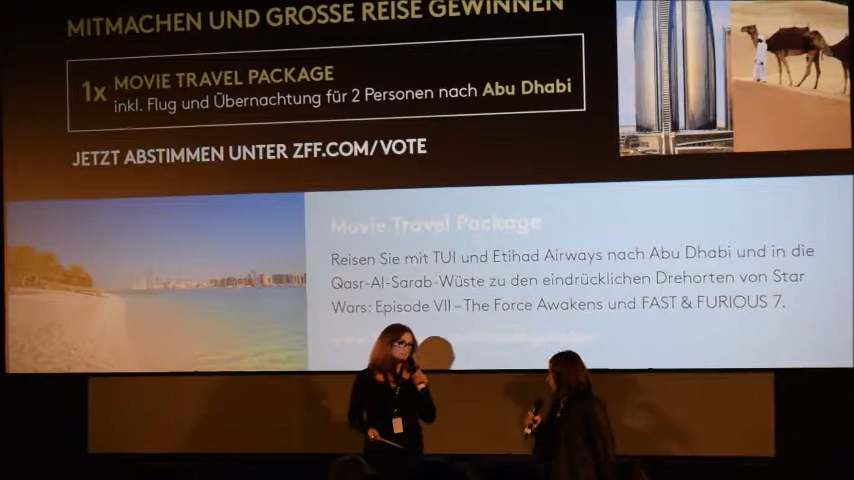 MITMACHEN UND GROSSE REISE GEWINNEN
1x MOVIE TRAVEL PACKAGE
inkl. Flug und Übernachtung für 2 Personen nach Abu Dhabi
JETZT ABSTIMMEN UNTER ZFF.COM/VOTE
Movie Travel Package
Reisen Sie mit TUI und Etihad Airways nach Abu Dhabi und in die
Qasr-Al-Sarab-Wüste zu den eindrücklichen Drehorten von Star
Wars: Episode VII – The Force Awakens und FAST & FURIOUS 7.